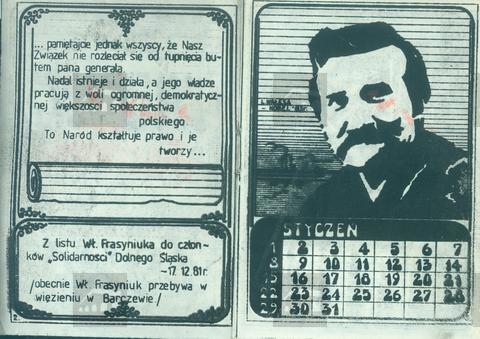 ... pamiętajcie jednak wszyscy, że Nasz
Związek nie rozleciał się od tupnięcia bu-
tem pana generała.
Nadal istnieje i działa, a jego władze
pracują z woli ogromnej, demokratycz-
nej większości społeczeństwa
polskiego
To Naród kształtuje prawo i je
tworzy...
Z listu Wł. Frasyniuka do człon-
ków „Solidarności" Dolnego Śląska
~17.12.81r.
/obecnie Wł. Frasyniuk przebywa w
więzieniu w Barczewie/
2.
L. WAŁĘSA
NOBEL
STYCZEŃ
1 2 3 4 5 6 7
8 9 10 11 12 13 14
15 16 17 18 19 20 21
22 23 24 25 26 27 28
29 30 31